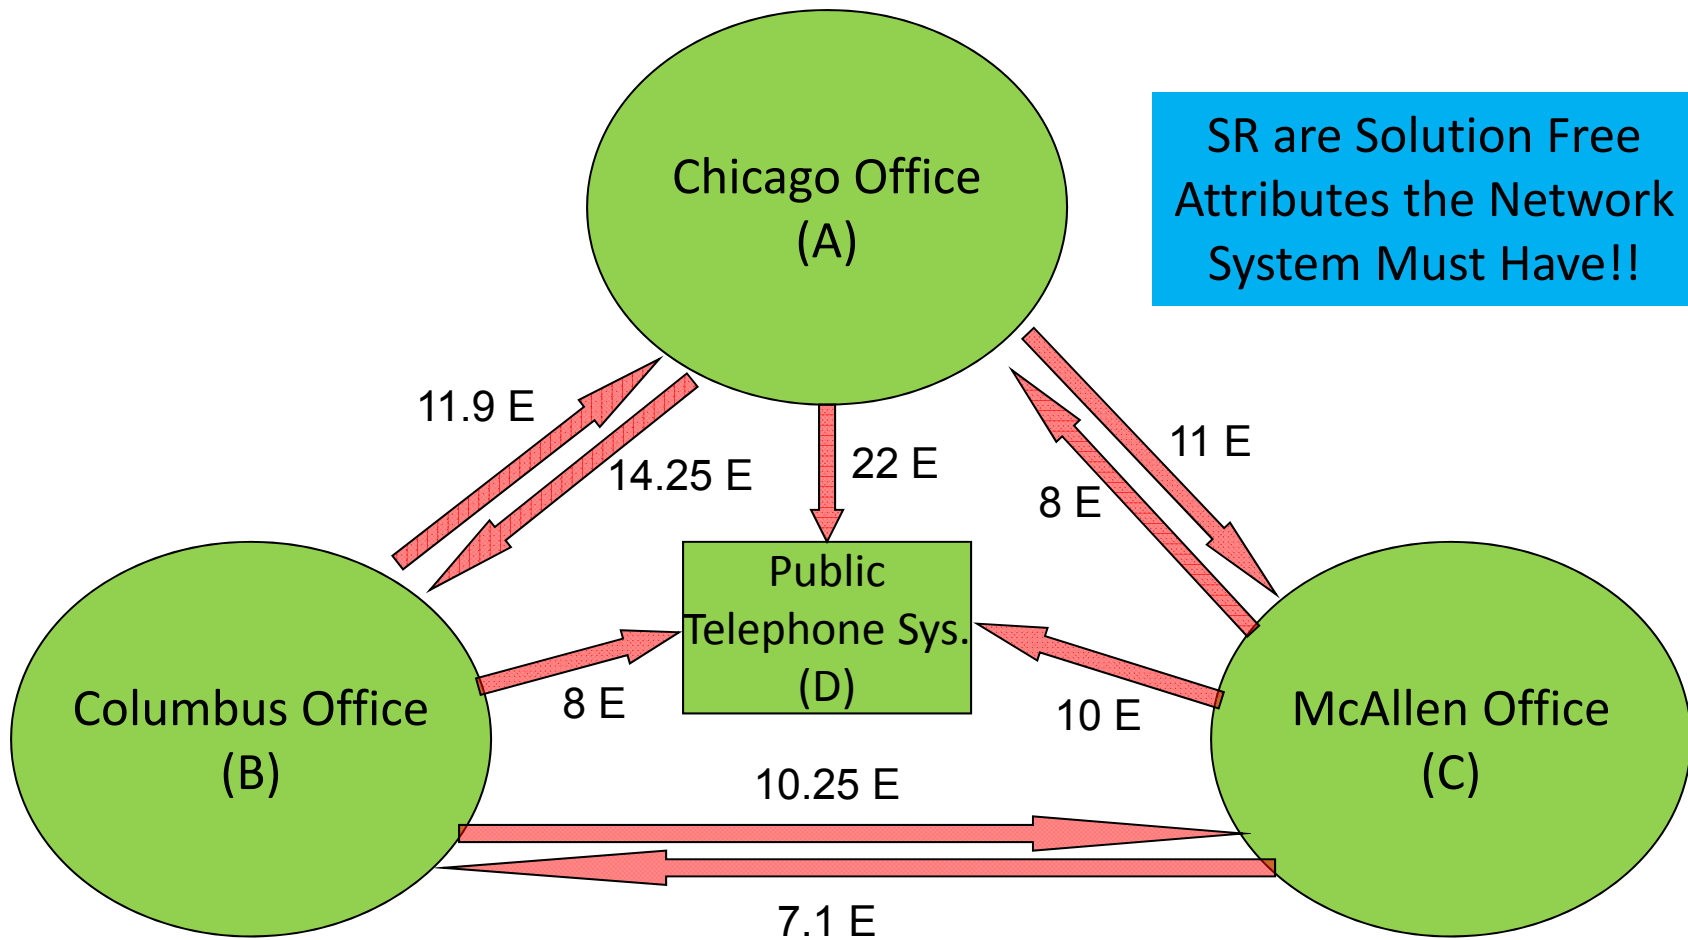 Chicago Office
(A)
SR are Solution Free
Attributes the Network
System Must Have!!
11.9 E
14.25 E
22 E
11 E
8 E
Public
Telephone Sys.
(D)
8 E
10 E
Columbus Office
(B)
McAllen Office
(C)
10.25 E
7.1 E